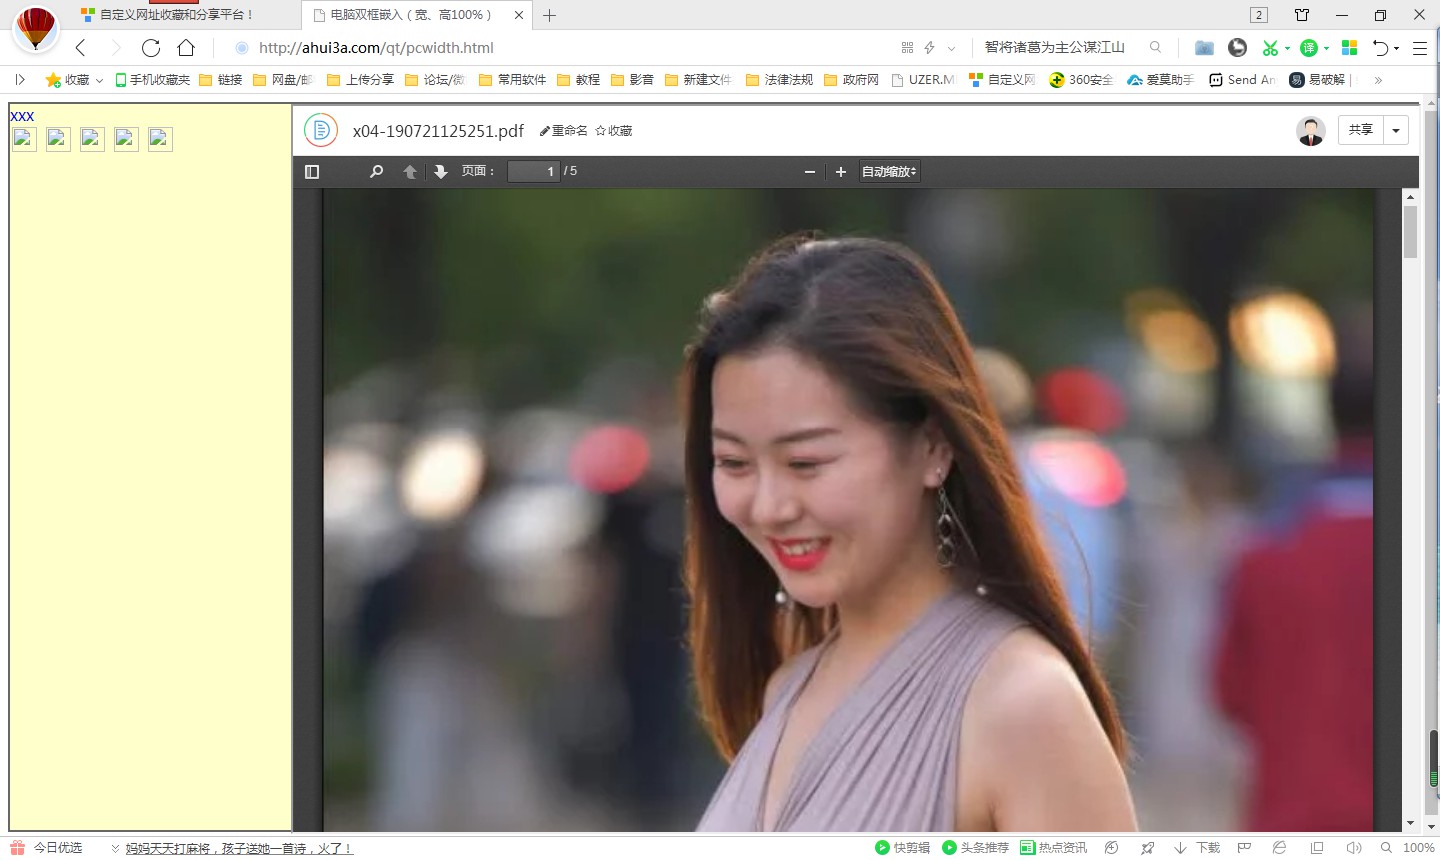 自定义网址收藏和分享平台！
电脑双框嵌入（宽、高100%）
2
http://ahui3a.com/qt/pcwidth.html
智将诸葛为主公谋江山
译
收藏
手机收藏夹
链接
网盘/邮
上传分享
论坛/微
常用软件
教程
影音
新建文件
法律法规
政府网
UZER.M
自定义网
360安全
爱莫助手
Send An
易
易破解 |
xxx
x04-190721125251.pdf
重命名
收藏
共享
页面：
1
/ 5
自动缩放
今日优选
妈妈天天打麻将，孩子送她一首诗，火了！
快剪辑
头条推荐
热点资讯
下载
100%